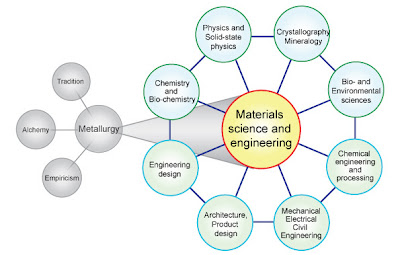 Physics and
Solid-state
physics
Crystallography
Mineralogy
Tradition
Chemistry
and
Bio-chemistry
Bio- and
Environmental
sciences
Alchemy
Metallurgy
Materials
science and
engineering
Empiricism
Engineering
design
Chemical
engineering
and
processing
Architecture,
Product
design
Mechanical
Electrical
Civil
Engineering